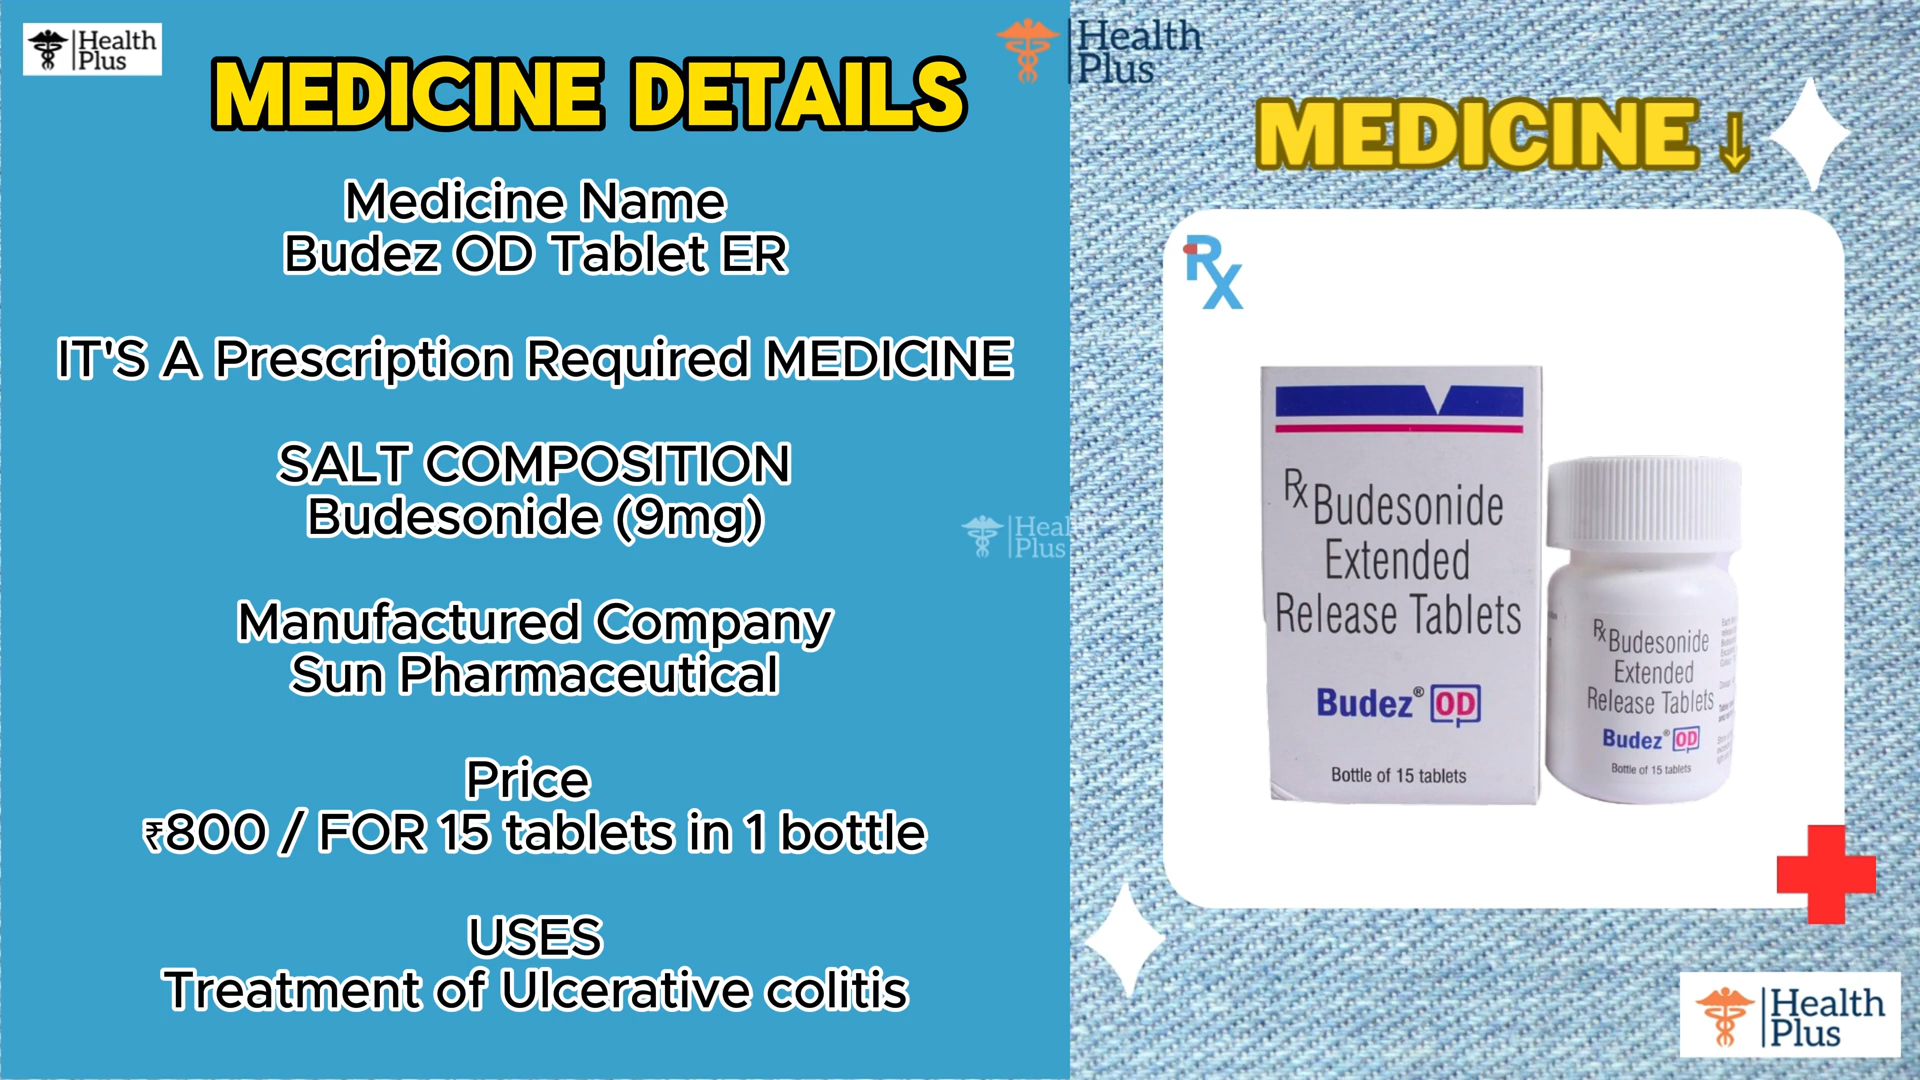 Health
Plus
MEDICINE DETAILS
Medicine Name
Budez OD Tablet ER
IT'S A Prescription Required MEDICINE
SALT COMPOSITION
Budesonide (9mg)
Manufactured Company
Sun Pharmaceutical
Price
₹800 / FOR 15 tablets in 1 bottle
USES
Treatment of Ulcerative colitis
Health
Plus
Health
Plus
MEDICINE ↓
Rx
Rx Budesonide
Extended
Release Tablets
Budez® OD
Bottle of 15 tablets
Rx Budesonide
Extended
Release Tablets
Budez® OD
Bottle of 15 tablets
Health
Plus